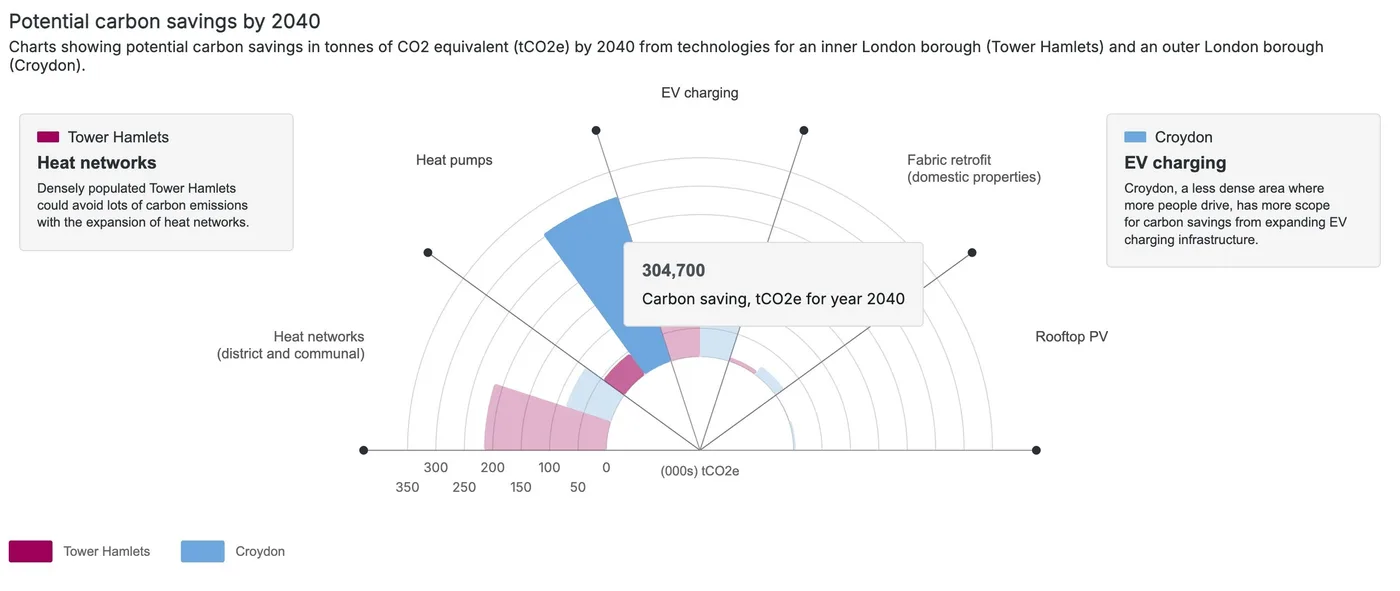 Potential carbon savings by 2040
Charts showing potential carbon savings in tonnes of CO2 equivalent (tCO2e) by 2040 from technologies for an inner London borough (Tower Hamlets) and an outer London borough
(Croydon).
EV charging
Tower Hamlets
Heat networks
Densely populated Tower Hamlets
could avoid lots of carbon emissions
with the expansion of heat networks.
Heat pumps
Fabric retrofit
(domestic properties)
Croydon
EV charging
Croydon, a less dense area where
more people drive, has more scope
for carbon savings from expanding EV
charging infrastructure.
304,700
Carbon saving, tCO2e for year 2040
Heat networks
(district and communal)
Rooftop PV
300 200 100 0 (000s) tCO2e
350 250 150 50
Tower Hamlets Croydon